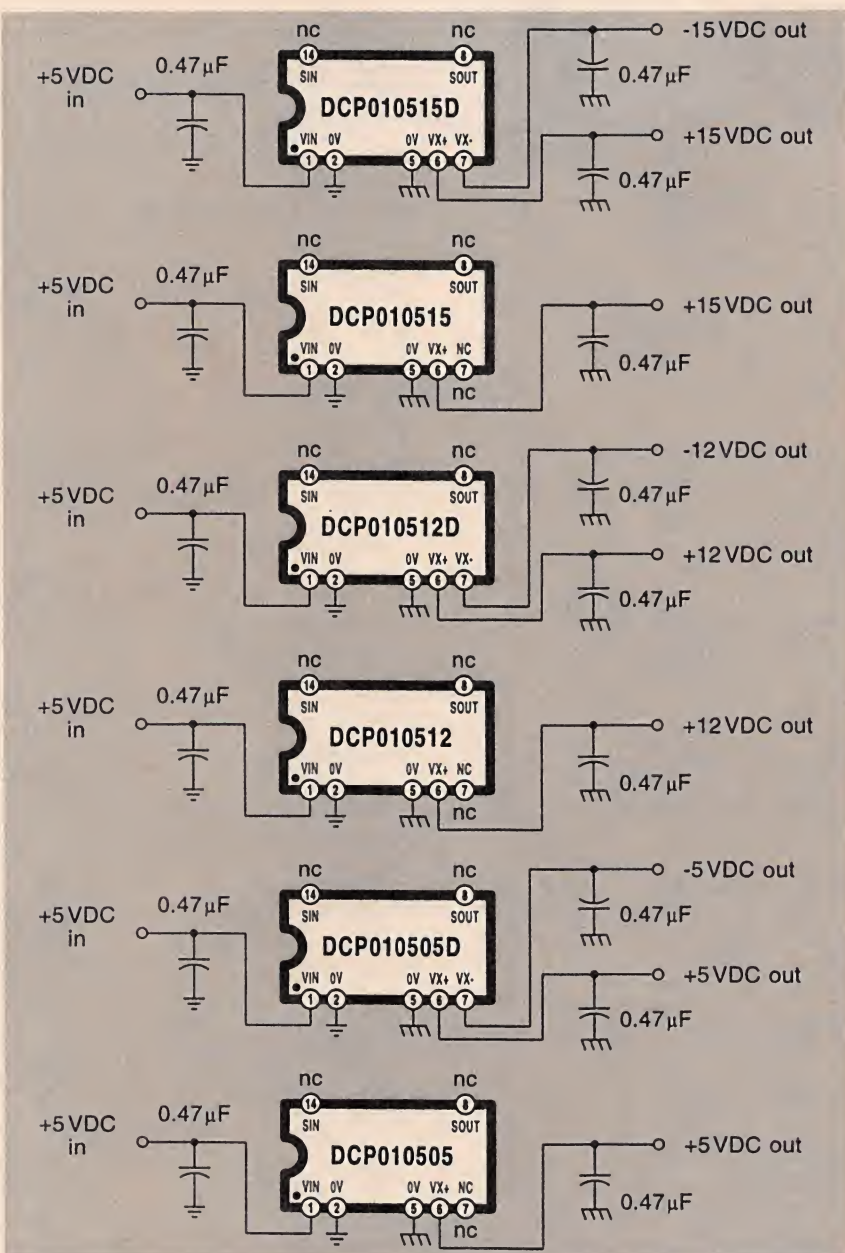 nc nc -15VDC out
+5VDC in 0.47µF 14 8 0.47µF
SIN SOUT
DCP010515D
VIN 0V 0V VX+ VX- +15VDC out
1 2 5 6 7 0.47µF
nc nc
+5VDC in 0.47µF 14 8
SIN SOUT +15VDC out
DCP010515
VIN 0V 0V VX+ NC 0.47µF
1 2 5 6 7
nc
nc nc -12VDC out
+5VDC in 0.47µF 14 8 0.47µF
SIN SOUT
DCP010512D
VIN 0V 0V VX+ VX- +12VDC out
1 2 5 6 7 0.47µF
nc nc
+5VDC in 0.47µF 14 8
SIN SOUT +12VDC out
DCP010512
VIN 0V 0V VX+ NC 0.47µF
1 2 5 6 7
nc
nc nc -5VDC out
+5VDC in 0.47µF 14 8 0.47µF
SIN SOUT
DCP010505D
VIN 0V 0V VX+ VX- +5VDC out
1 2 5 6 7 0.47µF
nc nc
+5VDC in 0.47µF 14 8
SIN SOUT +5VDC out
DCP010505
VIN 0V 0V VX+ NC 0.47µF
1 2 5 6 7
nc